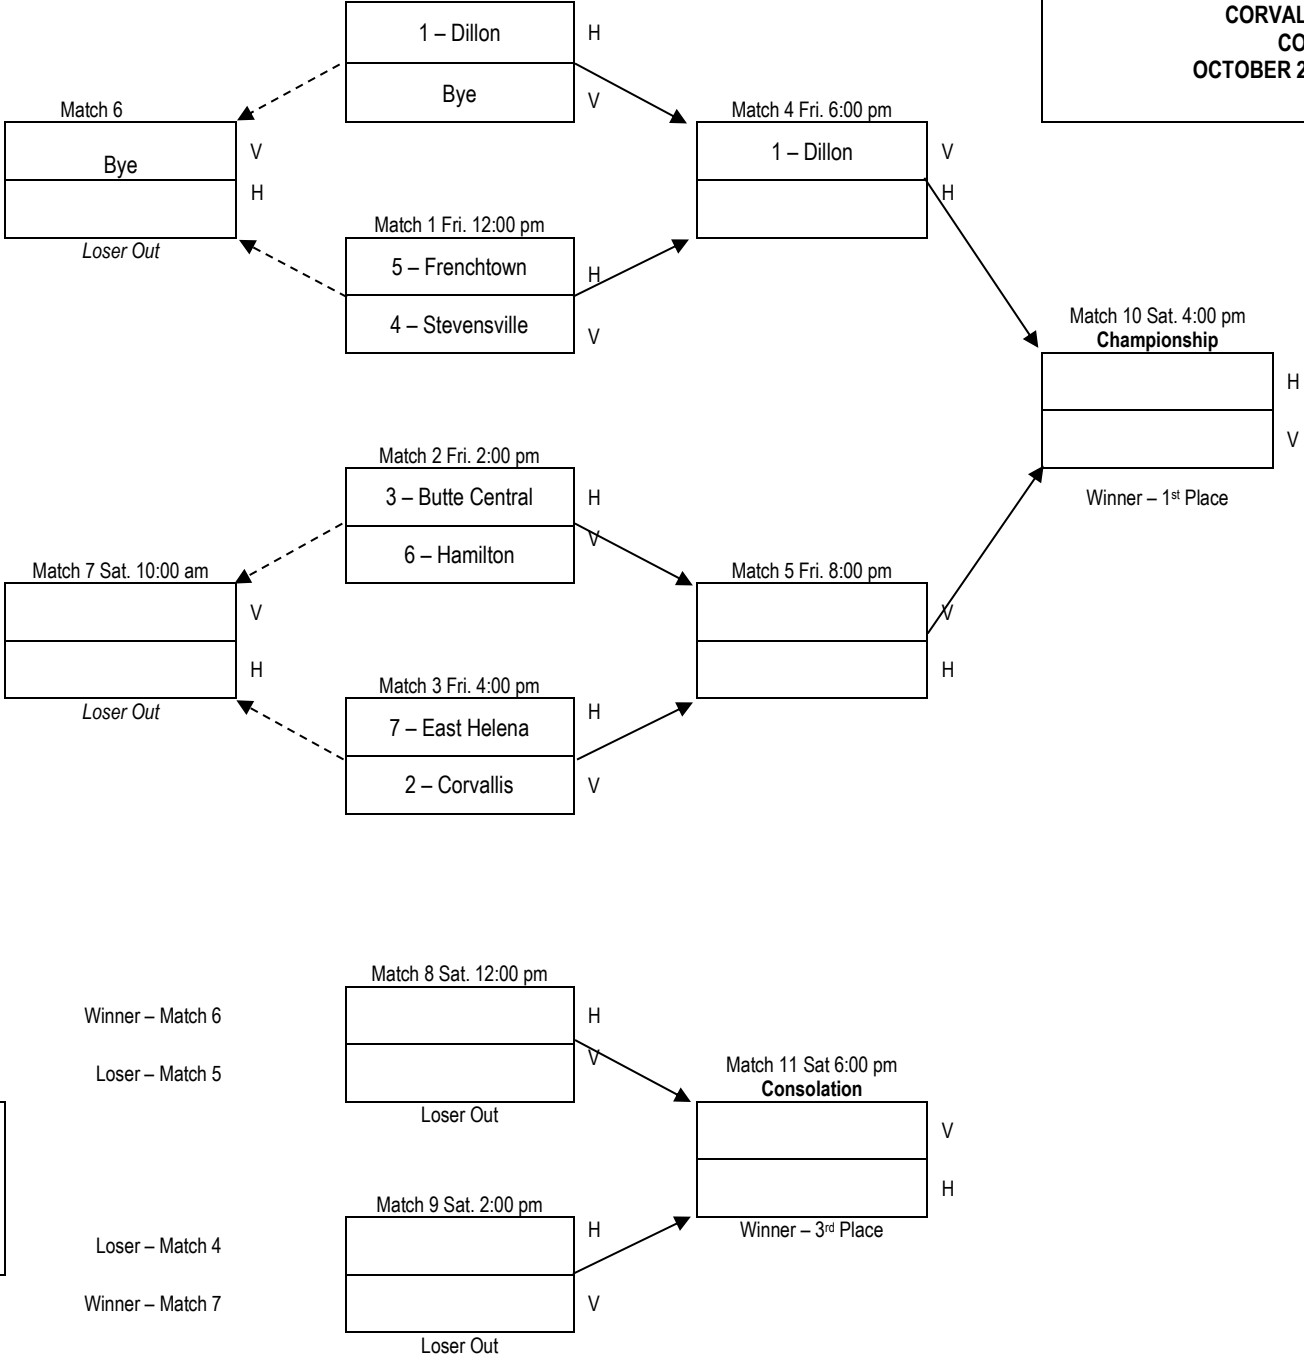 1 – Dillon
H
Bye
V
CORVAL
CO
OCTOBER 2
Match 6
Bye
V
H
Loser Out
Match 4 Fri. 6:00 pm
1 – Dillon
V
H
Match 1 Fri. 12:00 pm
5 – Frenchtown
H
4 – Stevensville
V
Match 10 Sat. 4:00 pm
Championship
H
V
Winner – 1st Place
Match 2 Fri. 2:00 pm
3 – Butte Central
H
6 – Hamilton
V
Match 7 Sat. 10:00 am
V
H
Loser Out
Match 5 Fri. 8:00 pm
V
H
Match 3 Fri. 4:00 pm
7 – East Helena
H
2 – Corvallis
V
Match 8 Sat. 12:00 pm
Winner – Match 6
H
Loser – Match 5
V
Loser Out
Match 11 Sat 6:00 pm
Consolation
V
H
Winner – 3rd Place
Match 9 Sat. 2:00 pm
Loser – Match 4
H
Winner – Match 7
V
Loser Out